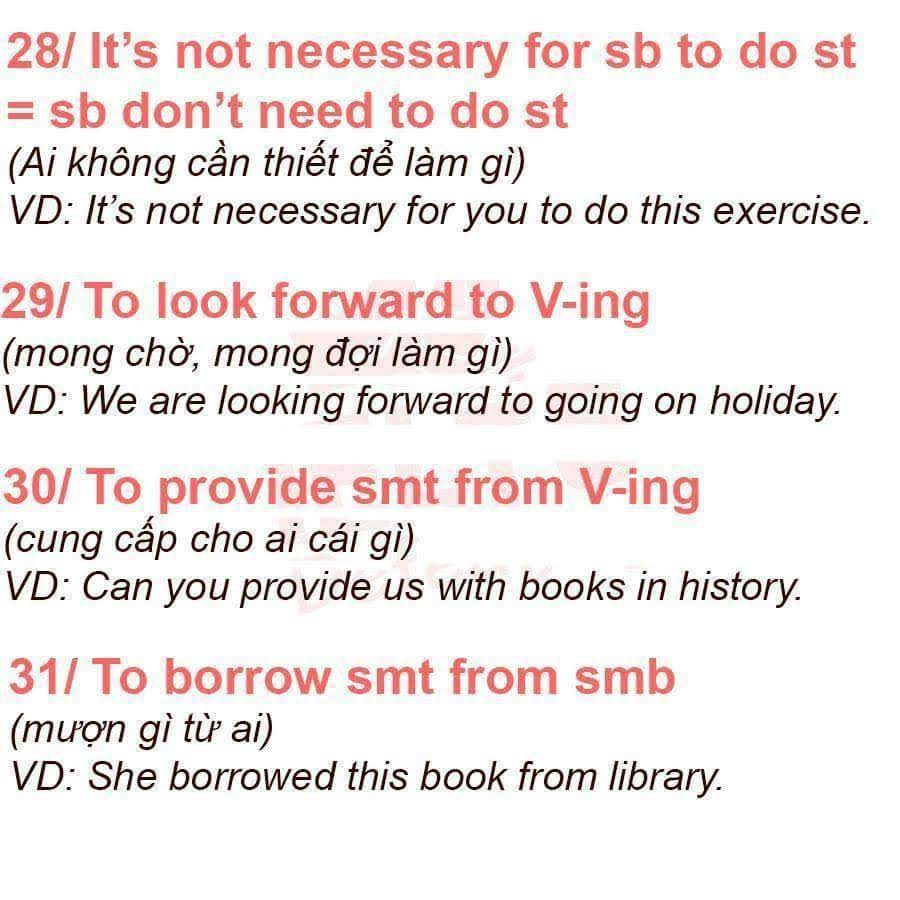 28/ It's not necessary for sb to do st
= sb don't need to do st
(Ai không cần thiết để làm gì)
VD: It's not necessary for you to do this exercise.
29/ To look forward to V-ing
(mong chờ, mong đợi làm gì)
VD: We are looking forward to going on holiday.
30/ To provide smt from V-ing
(cung cấp cho ai cái gì)
VD: Can you provide us with books in history.
31/ To borrow smt from smb
(mượn gì từ ai)
VD: She borrowed this book from library.